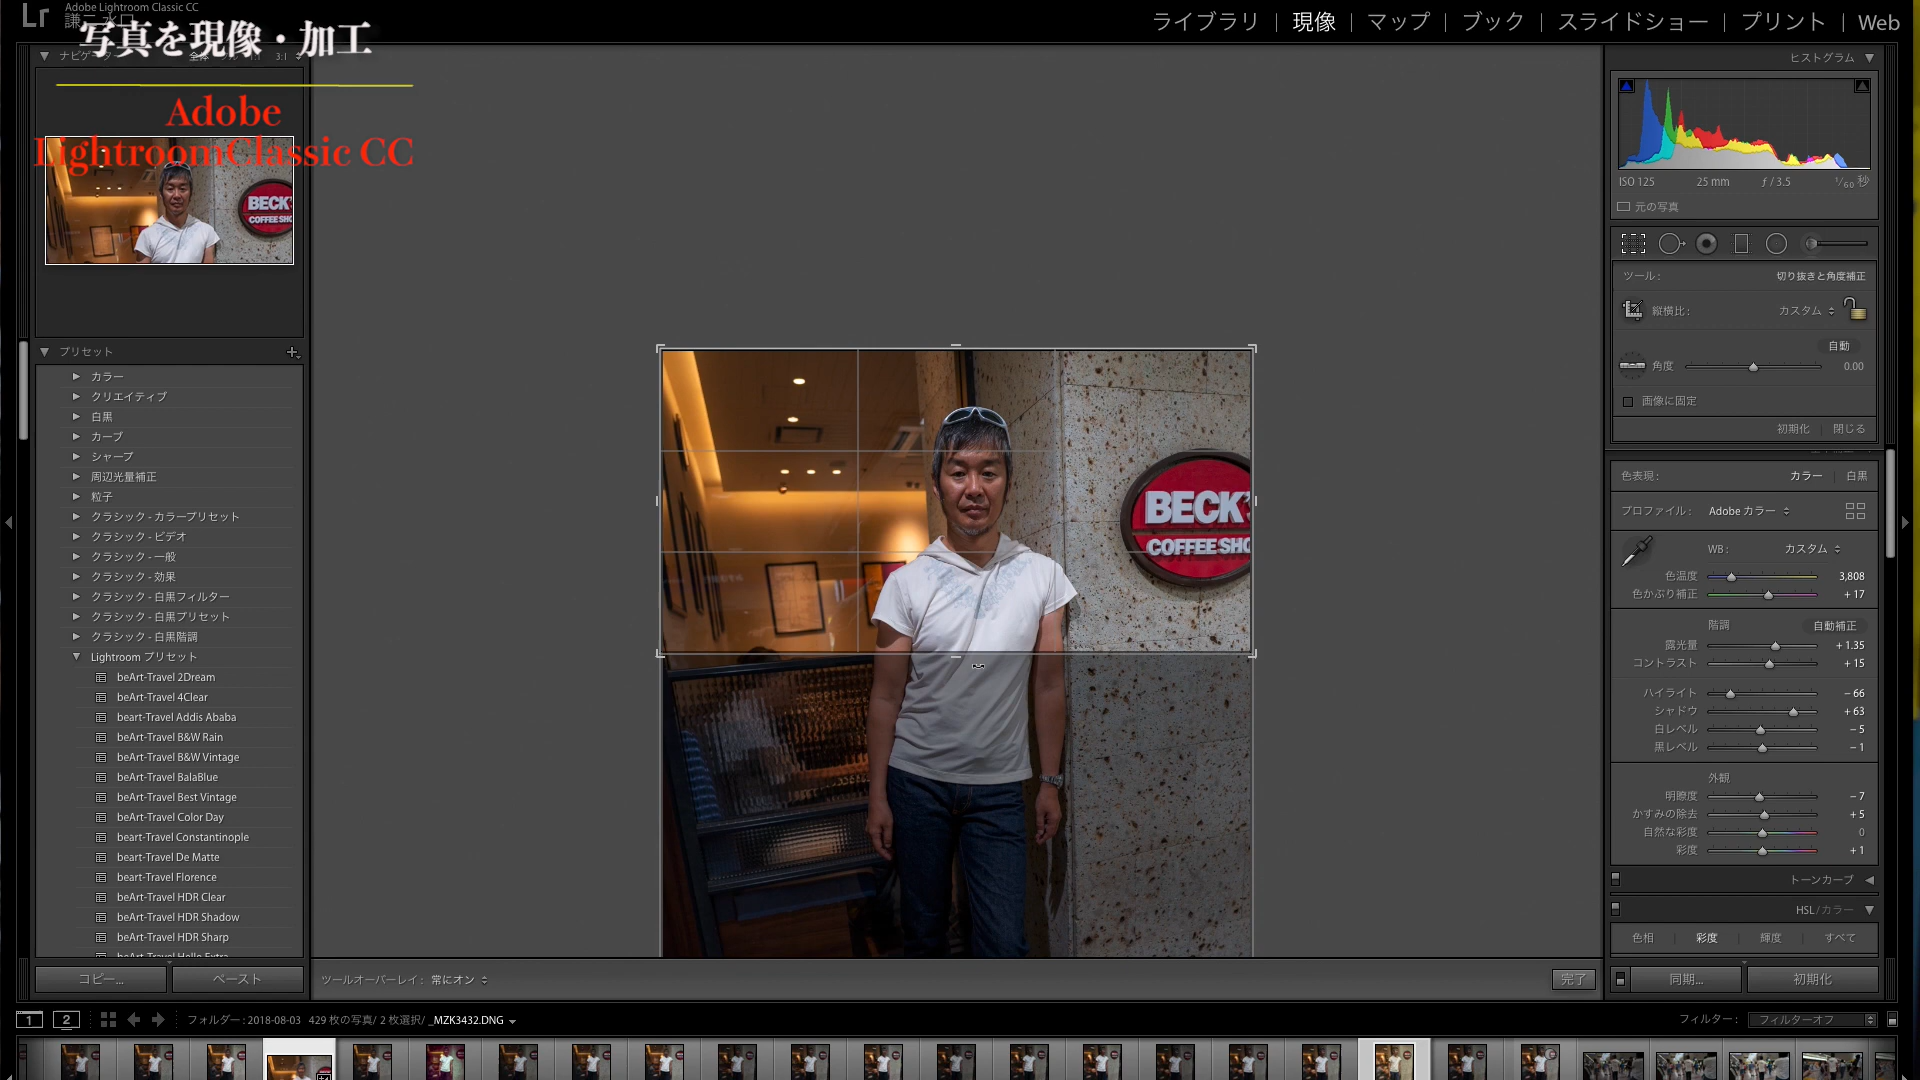 Adobe Lightroom Classic CC
写真を現像・加工
Adobe
LightroomClassic CC
ライブラリ | 現像 | マップ | ブック | スライドショー | プリント | Web
3:1
BECK'
COFFEE SHO
プリセット
カラー
クリエイティブ
白黒
カーブ
シャープ
周辺光量補正
粒子
クラシック - カラープリセット
クラシック - ビデオ
クラシック - 一般
クラシック - 効果
クラシック - 白黒フィルター
クラシック - 白黒プリセット
クラシック - 白黒階調
Lightroom プリセット
beArt-Travel 2Dream
beArt-Travel 4Clear
beart-Travel Addis Ababa
beArt-Travel B&W Rain
beArt-Travel B&W Vintage
beArt-Travel BalaBlue
beArt-Travel Best Vintage
beArt-Travel Color Day
beart-Travel Constantinople
beart-Travel De Matte
beart-Travel Florence
beArt-Travel HDR Clear
beArt-Travel HDR Shadow
beArt-Travel HDR Sharp
コピー...
ペースト
BECK'
COFFEE SHO
ツールオーバーレイ : 常にオン
完了
ヒストグラム
ISO 125 25 mm ƒ / 3.5 1/60 秒
元の写真
ツール : 切り抜きと角度補正
縦横比 : カスタム
自動
角度 0.00
画像に固定
初期化 閉じる
色表現 : カラー 白黒
プロファイル : Adobe カラー
WB : カスタム
色温度 3,808
色かぶり補正 + 17
階調 自動補正
露光量 + 1.35
コントラスト + 15
ハイライト − 66
シャドウ + 63
白レベル − 5
黒レベル − 1
外観
明瞭度 − 7
かすみの除去 + 5
自然な彩度 0
彩度 + 1
トーンカーブ
HSL / カラー
色相 彩度 輝度 すべて
同期...
初期化
1 2 フォルダー : 2018-08-03 429 枚の写真/ 2 枚選択/ _MZK3432.DNG
フィルター : フィルターオフ